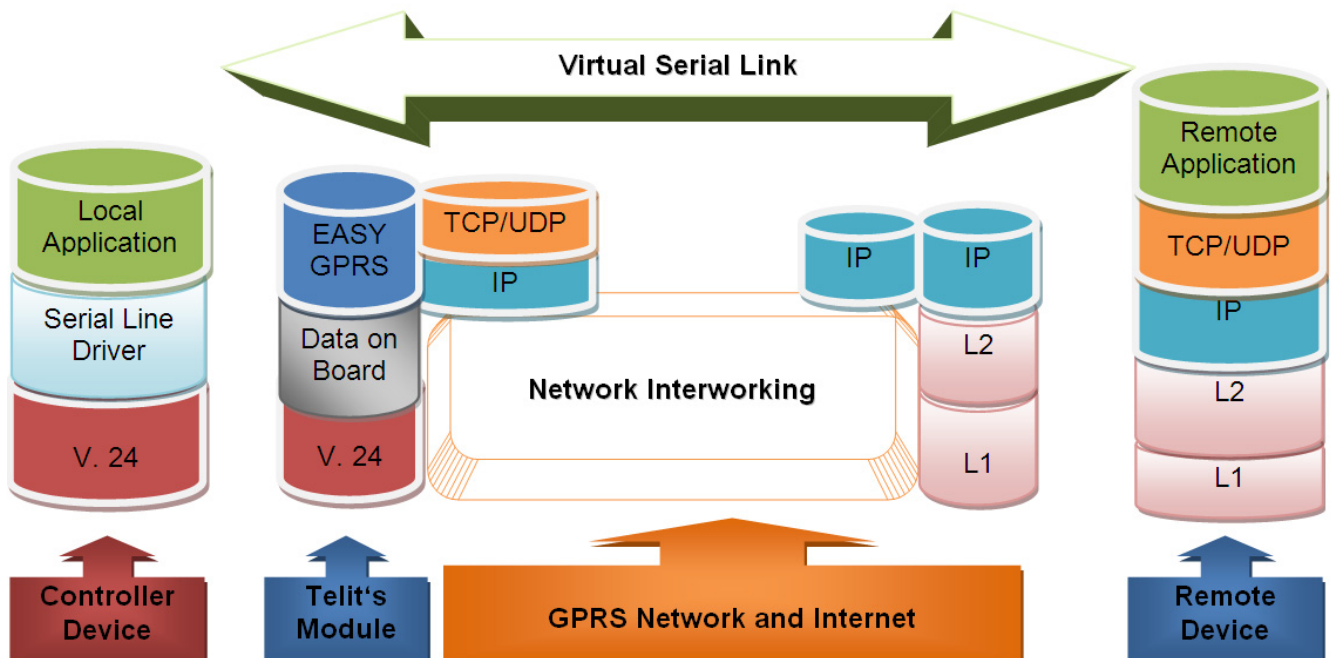 Virtual Serial Link
Local
Application
Serial Line
Driver
V. 24
EASY
GPRS
Data on
Board
V. 24
TCP/UDP
IP
Network Interworking
IP
IP
L2
L1
Remote
Application
TCP/UDP
IP
L2
L1
Controller
Device
Telit‘s
Module
GPRS Network and Internet
Remote
Device